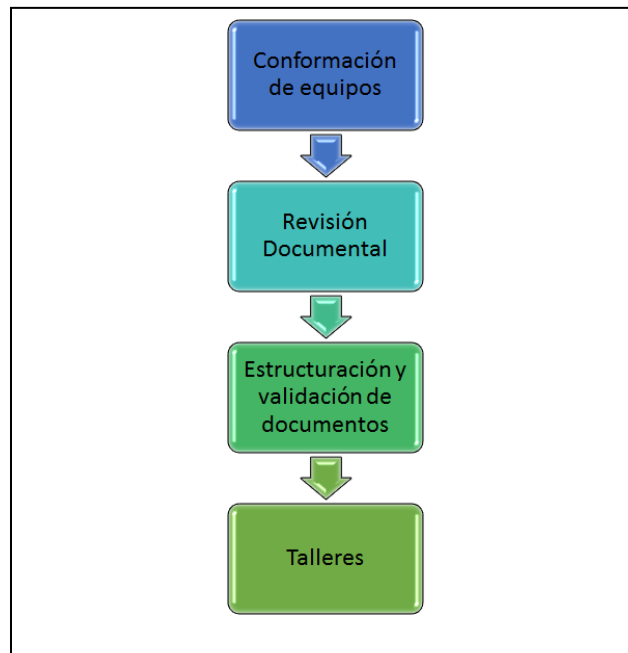 Conformación
de equipos
Revisión
Documental
Estructuración y
validación de
documentos
Talleres